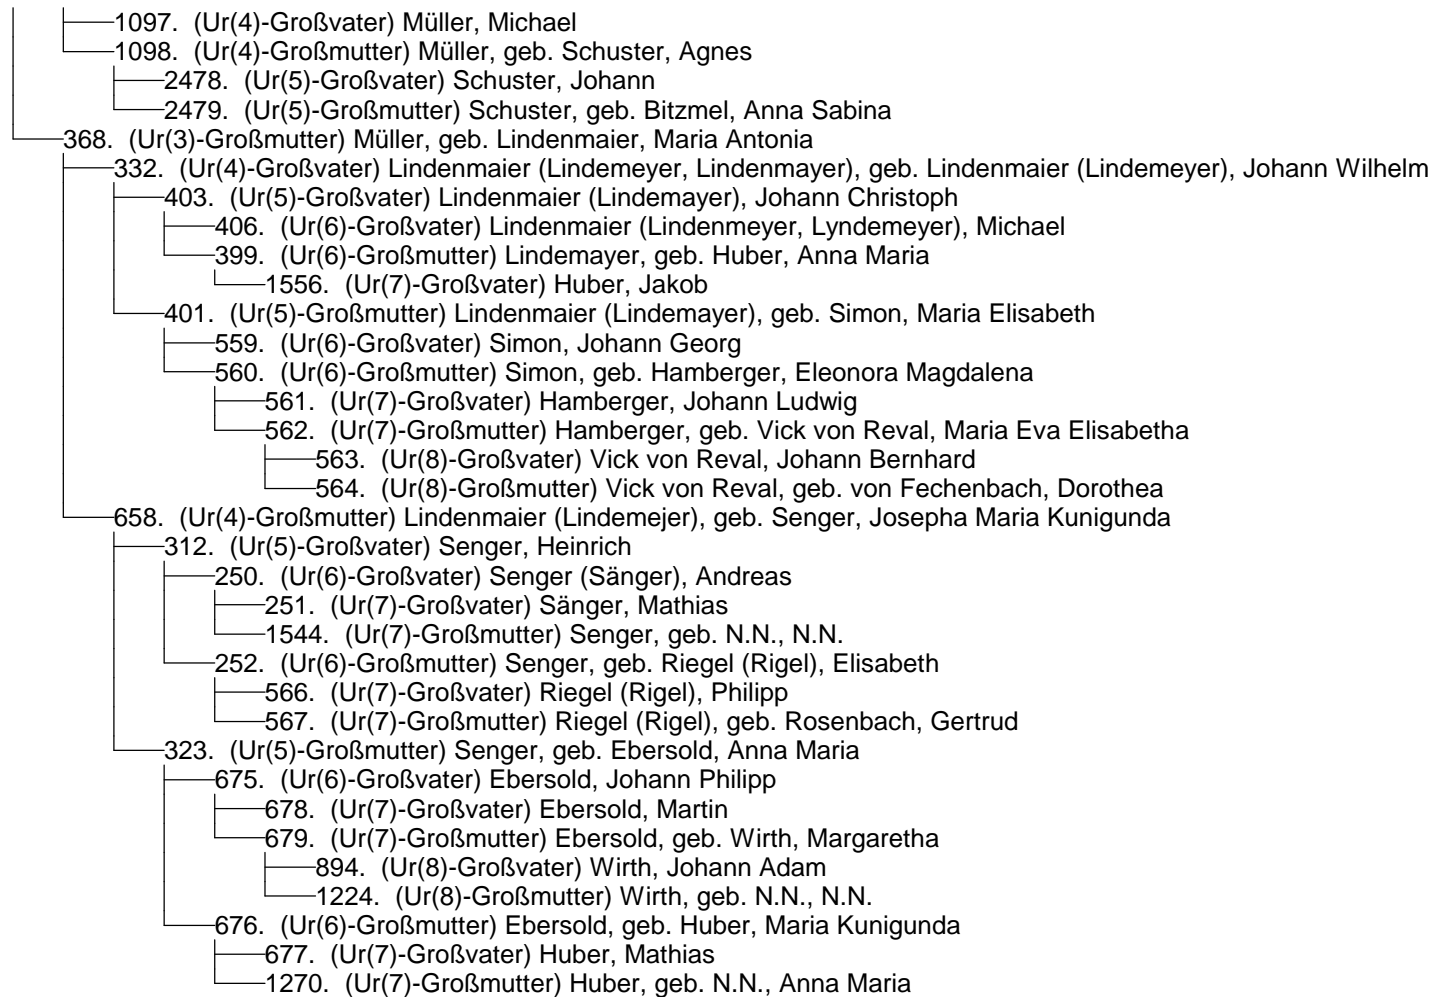 1097. (Ur(4)-Großvater) Müller, Michael
1098. (Ur(4)-Großmutter) Müller, geb. Schuster, Agnes
2478. (Ur(5)-Großvater) Schuster, Johann
2479. (Ur(5)-Großmutter) Schuster, geb. Bitzmel, Anna Sabina
368. (Ur(3)-Großmutter) Müller, geb. Lindenmaier, Maria Antonia
332. (Ur(4)-Großvater) Lindenmaier (Lindemeyer, Lindenmayer), geb. Lindenmaier (Lindemeyer), Johann Wilhelm
403. (Ur(5)-Großvater) Lindenmaier (Lindemayer), Johann Christoph
406. (Ur(6)-Großvater) Lindenmaier (Lindenmeyer, Lyndemeyer), Michael
399. (Ur(6)-Großmutter) Lindemayer, geb. Huber, Anna Maria
1556. (Ur(7)-Großvater) Huber, Jakob
401. (Ur(5)-Großmutter) Lindenmaier (Lindemayer), geb. Simon, Maria Elisabeth
559. (Ur(6)-Großvater) Simon, Johann Georg
560. (Ur(6)-Großmutter) Simon, geb. Hamberger, Eleonora Magdalena
561. (Ur(7)-Großvater) Hamberger, Johann Ludwig
562. (Ur(7)-Großmutter) Hamberger, geb. Vick von Reval, Maria Eva Elisabetha
563. (Ur(8)-Großvater) Vick von Reval, Johann Bernhard
564. (Ur(8)-Großmutter) Vick von Reval, geb. von Fechenbach, Dorothea
658. (Ur(4)-Großmutter) Lindenmaier (Lindemejer), geb. Senger, Josepha Maria Kunigunda
312. (Ur(5)-Großvater) Senger, Heinrich
250. (Ur(6)-Großvater) Senger (Sänger), Andreas
251. (Ur(7)-Großvater) Sänger, Mathias
1544. (Ur(7)-Großmutter) Senger, geb. N.N., N.N.
252. (Ur(6)-Großmutter) Senger, geb. Riegel (Rigel), Elisabeth
566. (Ur(7)-Großvater) Riegel (Rigel), Philipp
567. (Ur(7)-Großmutter) Riegel (Rigel), geb. Rosenbach, Gertrud
323. (Ur(5)-Großmutter) Senger, geb. Ebersold, Anna Maria
675. (Ur(6)-Großvater) Ebersold, Johann Philipp
678. (Ur(7)-Großvater) Ebersold, Martin
679. (Ur(7)-Großmutter) Ebersold, geb. Wirth, Margaretha
894. (Ur(8)-Großvater) Wirth, Johann Adam
1224. (Ur(8)-Großmutter) Wirth, geb. N.N., N.N.
676. (Ur(6)-Großmutter) Ebersold, geb. Huber, Maria Kunigunda
677. (Ur(7)-Großvater) Huber, Mathias
1270. (Ur(7)-Großmutter) Huber, geb. N.N., Anna Maria